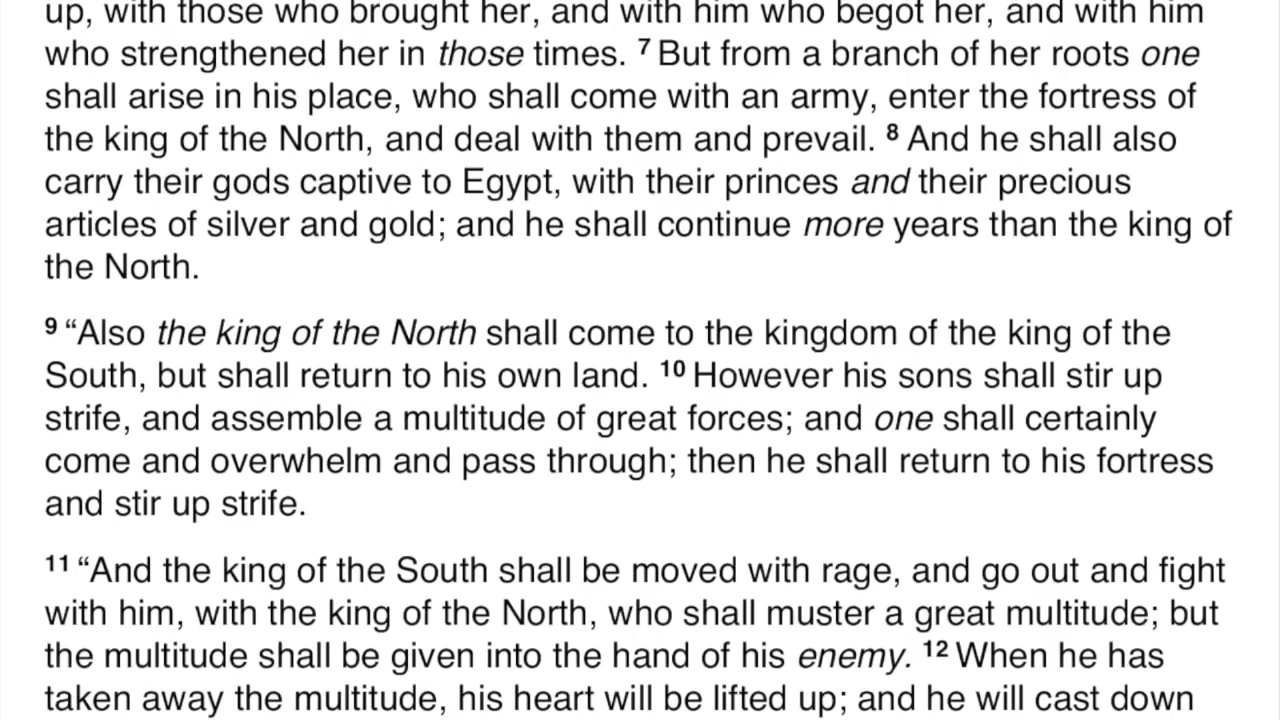 up, with those who brought her, and with him who begot her, and with him
who strengthened her in those times. 7 But from a branch of her roots one
shall arise in his place, who shall come with an army, enter the fortress of
the king of the North, and deal with them and prevail. 8 And he shall also
carry their gods captive to Egypt, with their princes and their precious
articles of silver and gold; and he shall continue more years than the king of
the North.
9 “Also the king of the North shall come to the kingdom of the king of the
South, but shall return to his own land. 10 However his sons shall stir up
strife, and assemble a multitude of great forces; and one shall certainly
come and overwhelm and pass through; then he shall return to his fortress
and stir up strife.
11 “And the king of the South shall be moved with rage, and go out and fight
with him, with the king of the North, who shall muster a great multitude; but
the multitude shall be given into the hand of his enemy. 12 When he has
taken away the multitude, his heart will be lifted up; and he will cast down